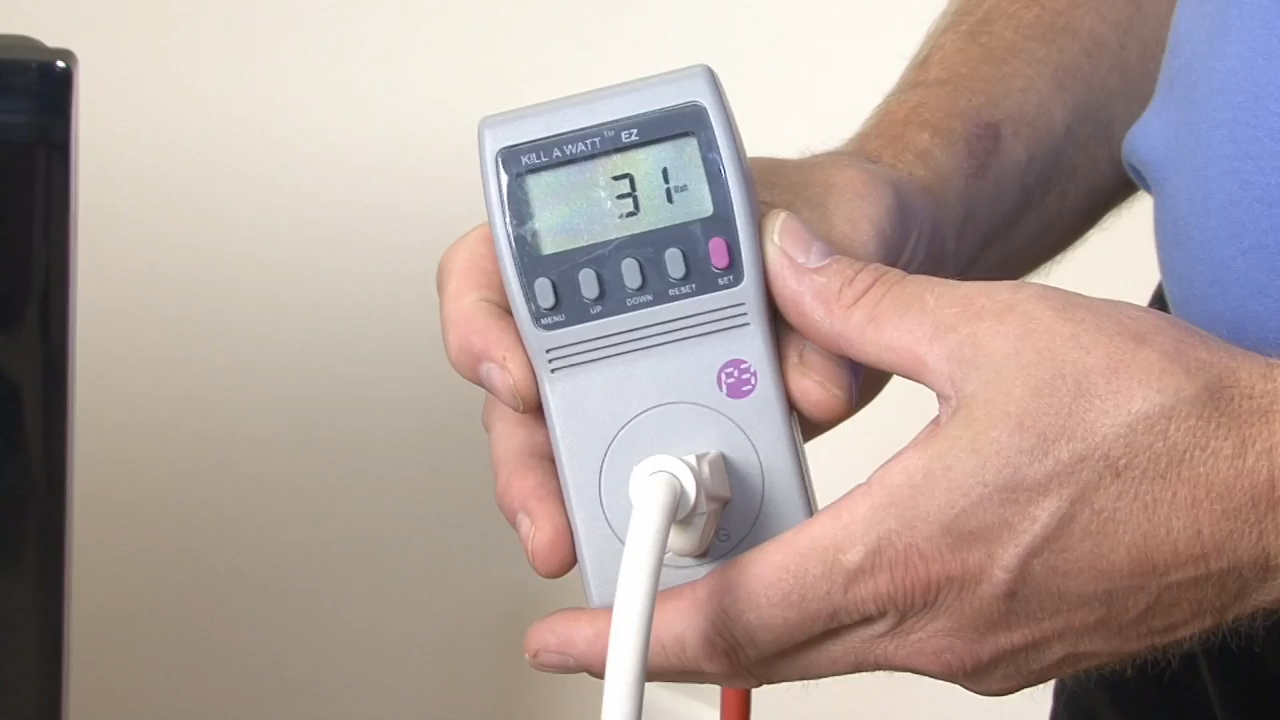 KILL A WATT™ EZ
31 Watt
MENU UP DOWN RESET SET
P3
G